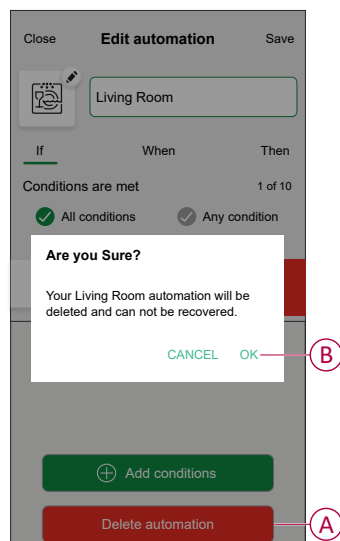 Close Edit automation Save
Living Room
If When Then
Conditions are met 1 of 10
All conditions Any condition
Are you Sure?
Your Living Room automation will be
deleted and can not be recovered.
CANCEL OK
B
Add conditions
Delete automation
A